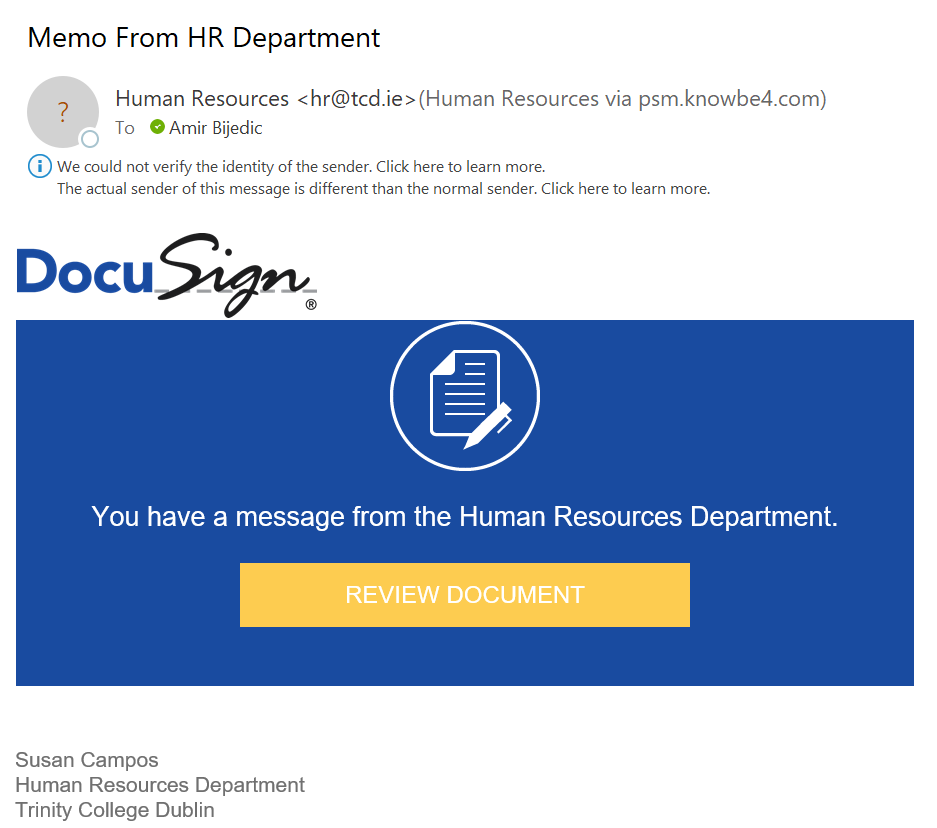 Memo From HR Department
?
Human Resources <hr@tcd.ie>(Human Resources via psm.knowbe4.com)
To Amir Bijedic
We could not verify the identity of the sender. Click here to learn more.
The actual sender of this message is different than the normal sender. Click here to learn more.
DocuSign®
You have a message from the Human Resources Department.
REVIEW DOCUMENT
Susan Campos
Human Resources Department
Trinity College Dublin